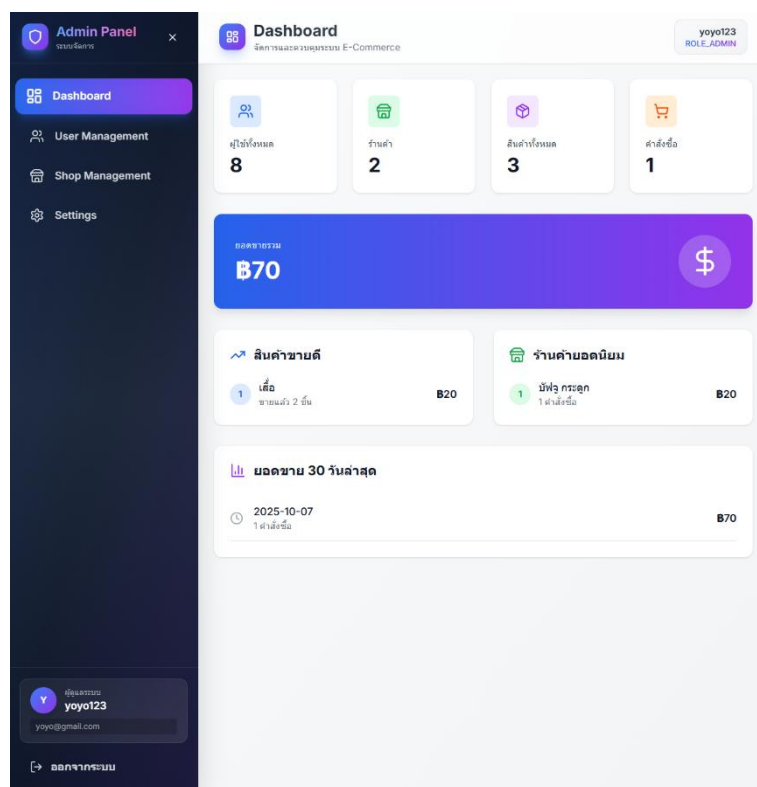 Admin Panel
ระบบจัดการ
Dashboard
User Management
Shop Management
Settings
ผู้ดูแลระบบ
Y
yoyo123
yoyo@gmail.com
ออกจากระบบ
Dashboard
จัดการและควบคุมระบบ E-Commerce
yoyo123
ROLE_ADMIN
ผู้ใช้ทั้งหมด
8
ร้านค้า
2
สินค้าทั้งหมด
3
คำสั่งซื้อ
1
ยอดขายรวม
฿70
$
สินค้าขายดี
1
เสื่อ
ขายแล้ว 2 ชิ้น
฿20
ร้านค้ายอดนิยม
1
บัฟจุ กระตูก
1 คำสั่งซื้อ
฿20
ยอดขาย 30 วันล่าสุด
2025-10-07
1 คำสั่งซื้อ
฿70